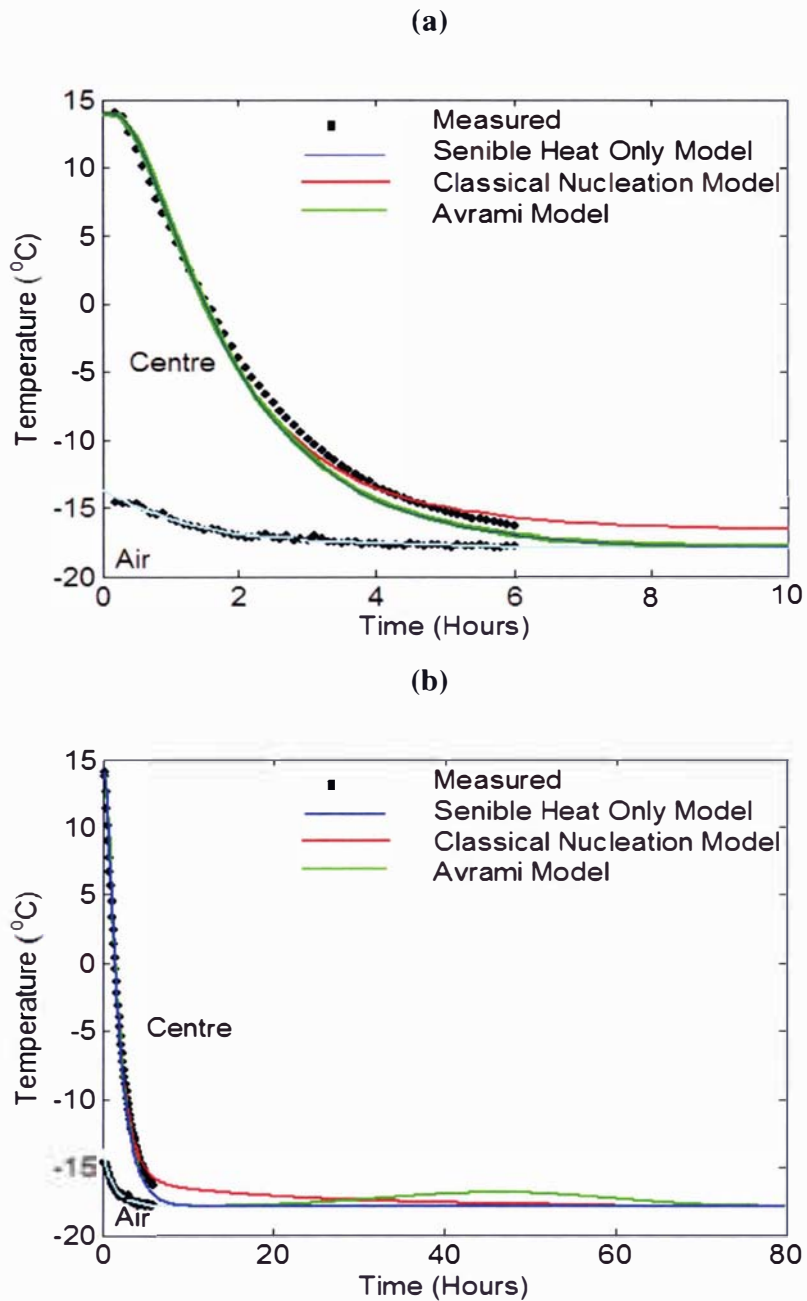 (a)
15
10
5
0
-5
-10
-15
-20
Temperature (⁰C)
Measured
Senible Heat Only Model
Classical Nucleation Model
Avrami Model
Centre
Air
0 2 4 6 8 10
Time (Hours)
(b)
15
10
5
0
-5
-10
-15
-20
Temperature (⁰C)
Measured
Senible Heat Only Model
Classical Nucleation Model
Avrami Model
Centre
Air
0 20 40 60 80
Time (Hours)